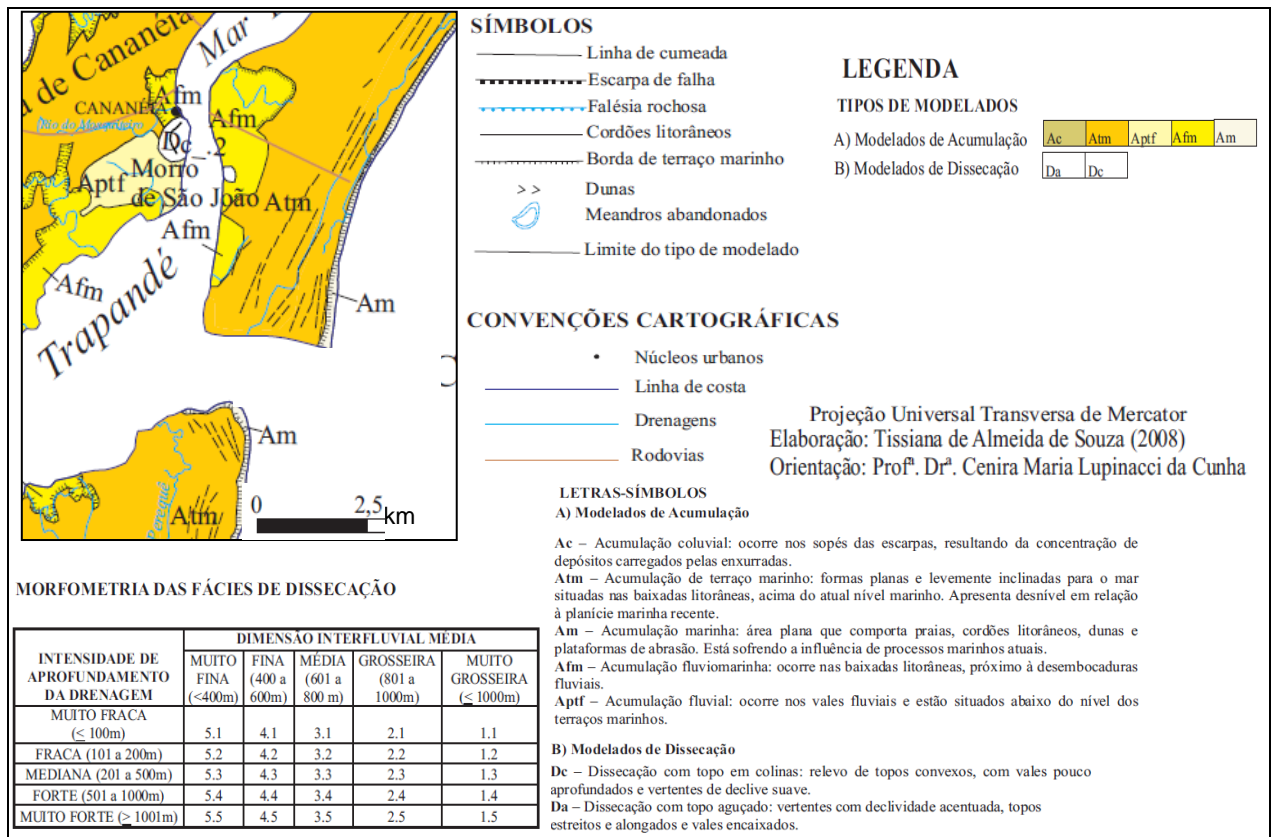 a de Cananéia
Mar
CANANÉIA
Afm
Rio do Mosquiteiro
Afm
Dc_.2
Aptf
Morro
de São João
Atm
Afm
Afm
Trapandé
Am
Am
Perequê
Atm
0 2,5 km
SÍMBOLOS
Linha de cumeada
Escarpa de falha
Falésia rochosa
Cordões litorâneos
Borda de terraço marinho
> > Dunas
Meandros abandonados
Limite do tipo de modelado
LEGENDA
TIPOS DE MODELADOS
A) Modelados de Acumulação Ac Atm Aptf Afm Am
B) Modelados de Dissecação Da Dc
CONVENÇÕES CARTOGRÁFICAS
Núcleos urbanos
Linha de costa
Drenagens
Rodovias
Projeção Universal Transversa de Mercator
Elaboração: Tissiana de Almeida de Souza (2008)
Orientação: Profª. Drª. Cenira Maria Lupinacci da Cunha
LETRAS-SÍMBOLOS
A) Modelados de Acumulação
Ac – Acumulação coluvial: ocorre nos sopés das escarpas, resultando da concentração de
depósitos carregados pelas enxurradas.
Atm – Acumulação de terraço marinho: formas planas e levemente inclinadas para o mar
situadas nas baixadas litorâneas, acima do atual nível marinho. Apresenta desnível em relação
à planície marinha recente.
Am – Acumulação marinha: área plana que comporta praias, cordões litorâneos, dunas e
plataformas de abrasão. Está sofrendo a influência de processos marinhos atuais.
Afm – Acumulação fluviomarinha: ocorre nas baixadas litorâneas, próximo à desembocaduras
fluviais.
Aptf – Acumulação fluvial: ocorre nos vales fluviais e estão situados abaixo do nível dos
terraços marinhos.
B) Modelados de Dissecação
Dc – Dissecação com topo em colinas: relevo de topos convexos, com vales pouco
aprofundados e vertentes de declive suave.
Da – Dissecação com topo aguçado: vertentes com declividade acentuada, topos
estreitos e alongados e vales encaixados.
MORFOMETRIA DAS FÁCIES DE DISSECAÇÃO
INTENSIDADE DE
APROFUNDAMENTO
DA DRENAGEM
DIMENSÃO INTERFLUVIAL MÉDIA
MUITO FINA (<400m)
FINA (400 a 600m)
MÉDIA (601 a 800 m)
GROSSEIRA (801 a 1000m)
MUITO GROSSEIRA (≤ 1000m)
MUITO FRACA (≤ 100m) 5.1 4.1 3.1 2.1 1.1
FRACA (101 a 200m) 5.2 4.2 3.2 2.2 1.2
MEDIANA (201 a 500m) 5.3 4.3 3.3 2.3 1.3
FORTE (501 a 1000m) 5.4 4.4 3.4 2.4 1.4
MUITO FORTE (≥ 1001m) 5.5 4.5 3.5 2.5 1.5